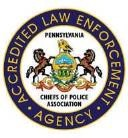 ACCREDITED LAW ENFORCEMENT
PENNSYLVANIA
CHIEFS OF POLICE
ASSOCIATION
AGENCY